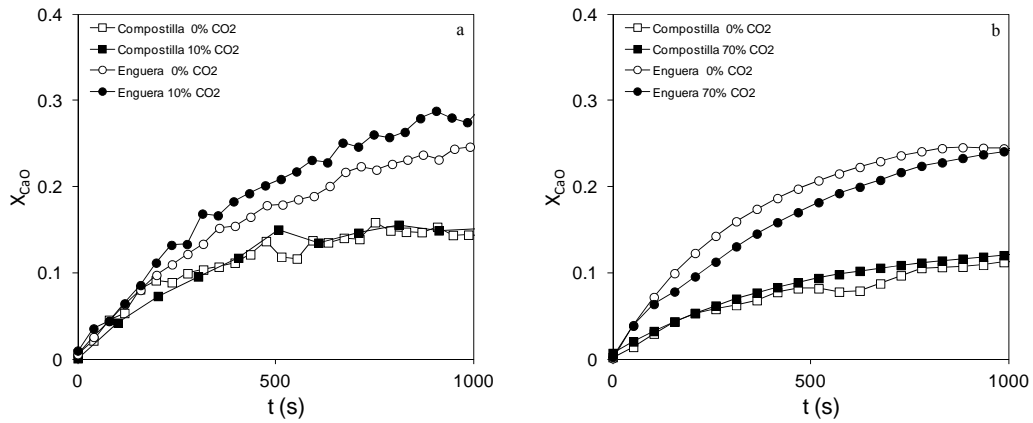 a
Compostilla 0% CO2
Compostilla 10% CO2
Enguera 0% CO2
Enguera 10% CO2
0.4
0.3
0.2
0.1
0
X_CaO
0 500 1000
t (s)
b
Compostilla 0% CO2
Compostilla 70% CO2
Enguera 0% CO2
Enguera 70% CO2
0.4
0.3
0.2
0.1
0
X_CaO
0 500 1000
t (s)